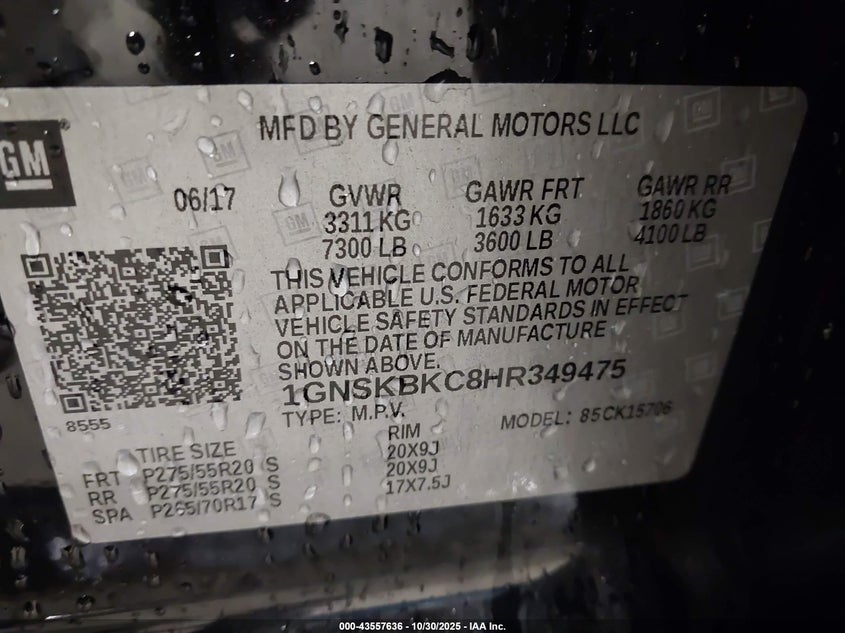 GM
MFD BY GENERAL MOTORS LLC
06/17 GVWR GAWR FRT GAWR RR
3311 KG 1633 KG 1860 KG
7300 LB 3600 LB 4100 LB
THIS VEHICLE CONFORMS TO ALL
APPLICABLE U.S. FEDERAL MOTOR
VEHICLE SAFETY STANDARDS IN EFFECT
ON THE DATE OF MANUFACTURE
SHOWN ABOVE.
1GNSKBKC8HR349475
8555
TYPE: M.P.V. MODEL: 85CK15706
TIRE SIZE RIM
FRT P275/55R20 S 20X9J
RR P275/55R20 S 20X9J
SPA P265/70R17 S 17X7.5J
000-43557636 - 10/30/2025 - IAA Inc.